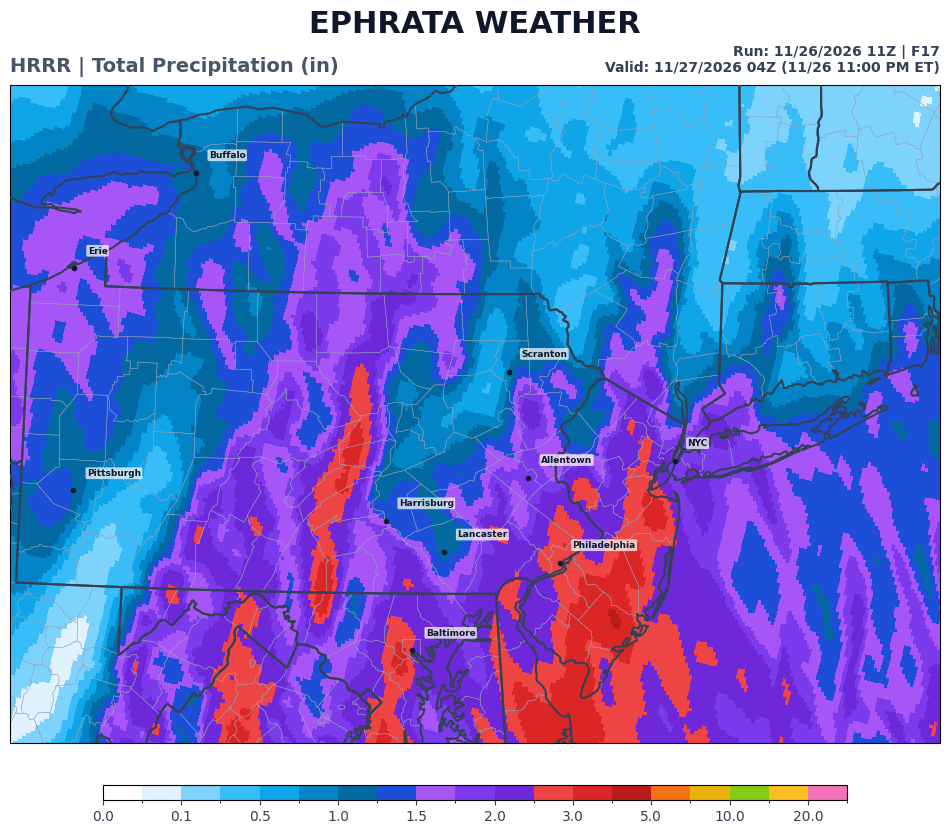 EPHRATA WEATHER
HRRR | Total Precipitation (in)
Run: 11/26/2026 11Z | F17
Valid: 11/27/2026 04Z (11/26 11:00 PM ET)
Buffalo
Erie
Scranton
NYC
Allentown
Pittsburgh
Harrisburg
Lancaster
Philadelphia
Baltimore
0.0 0.1 0.5 1.0 1.5 2.0 3.0 5.0 10.0 20.0